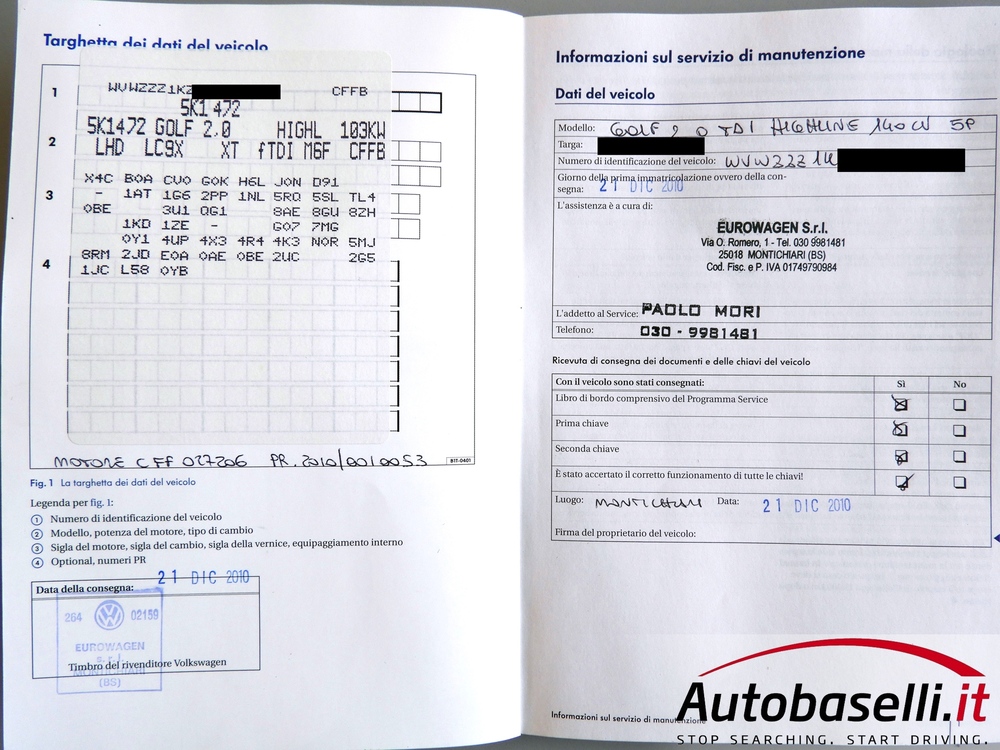 Targhetta dei dati del veicolo
1
WVWZZZ1KZ
CFFB
5K1472
5K1472 GOLF 2.0 HIGHL 103KW
2
LHD LC9X XT fTDI M6F CFFB
X4C B0A CU0 G0K H6L J0N D91
3
- 1AT 1G6 2PP 1NL 5RQ 5SL TL4
0BE 3U1 QG1 8AE 8GU 8ZH
1KD 1ZE - G07 7MG
0Y1 4UP 4X3 4R4 4K3 N0R 5MJ
4
8RM 2JD E0A 0AE 0BE 2UC 2G5
1JC L58 0YB
MOTORE CFF 027206 PR. 2010/0010053
B1T-0401
Fig. 1 La targhetta dei dati del veicolo
Legenda per fig. 1:
1 Numero di identificazione del veicolo
2 Modello, potenza del motore, tipo di cambio
3 Sigla del motore, sigla del cambio, sigla della vernice, equipaggiamento interno
4 Optional, numeri PR
21 DIC 2010
Data della consegna:
264 02159
EUROWAGEN
s.r.l.
Timbro del rivenditore Volkswagen
MONTICHIARI
(BS)
Informazioni sul servizio di manutenzione
Dati del veicolo
Modello: GOLF 2.0 TDI HIGHLINE 140 CV 5P
Targa:
Numero di identificazione del veicolo: WVWZZZ1K
Giorno della prima immatricolazione ovvero della con-
segna: 21 DIC 2010
L'assistenza è a cura di:
EUROWAGEN S.r.l.
Via O. Romero, 1 - Tel. 030 9981481
25018 MONTICHIARI (BS)
Cod. Fisc. e P. IVA 01749790984
L'addetto al Service: PAOLO MORI
Telefono: 030 - 9981481
Ricevuta di consegna dei documenti e delle chiavi del veicolo
Con il veicolo sono stati consegnati: Sì No
Libro di bordo comprensivo del Programma Service
Prima chiave
Seconda chiave
È stato accertato il corretto funzionamento di tutte le chiavi!
Luogo: MONTICHIARI Data: 21 DIC 2010
Firma del proprietario del veicolo:
Informazioni sul servizio di manutenzione
Autobaselli.it
STOP SEARCHING. START DRIVING.